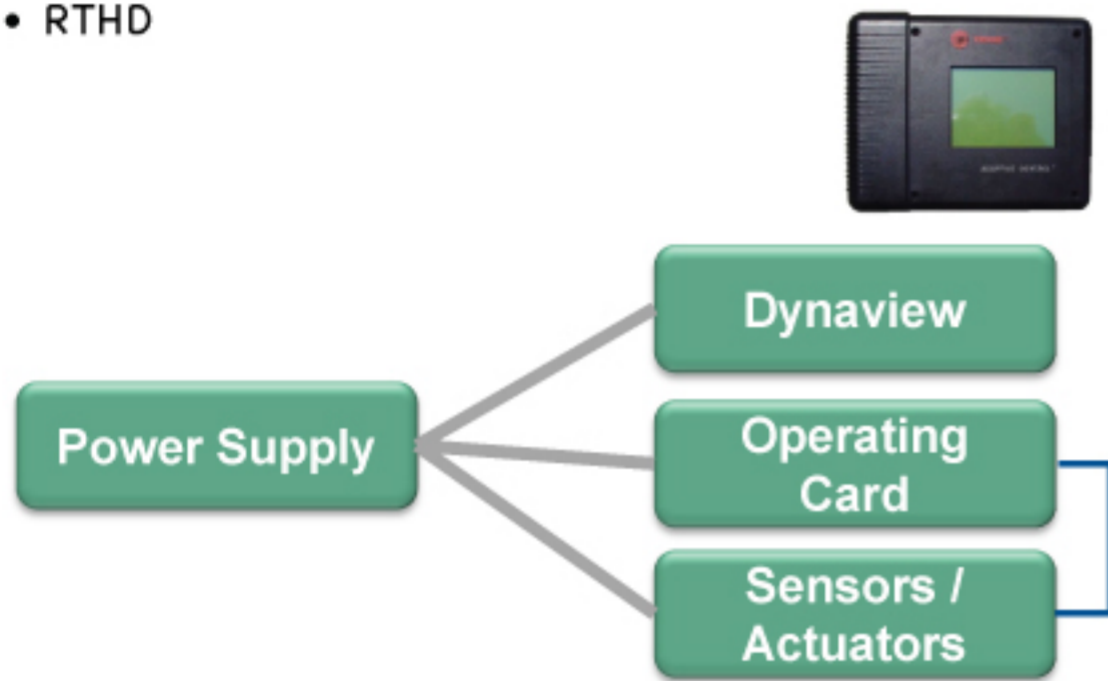 • RTHD
Dynaview
Power Supply
Operating
Card
Sensors /
Actuators